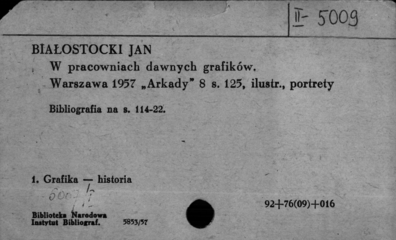 II- 5009
BIAŁOSTOCKI JAN
W pracowniach dawnych grafików.
Warszawa 1957 „Arkady" 8 s. 125, ilustr., portrety
Bibliografia na s. 114-22.
1. Grafika — historia
92+76(09)+016
Biblioteka Narodowa
Instytut Bibliograf. 5853/57